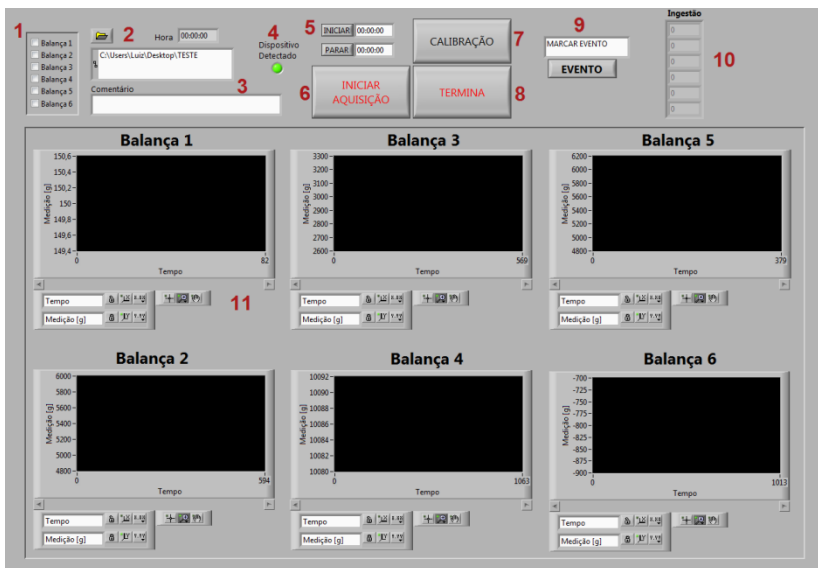 1
Balança 1
Balança 2
Balança 3
Balança 4
Balança 5
Balança 6
2
Hora 00:00:00
C:\Users\Luiz\Desktop\TESTE
Comentário
3
4
Dispositivo
Detectado
5
INICIAR 00:00:00
PARAR 00:00:00
6
INICIAR
AQUISIÇÃO
CALIBRAÇÃO
7
TERMINA
8
9
MARCAR EVENTO
EVENTO
Ingestão
0
0
0
0
0
0
10
Balança 1
Medição [g]
150,6
150,4
150,2
150
149,8
149,6
149,4
0
82
Tempo
Tempo
Medição [g]
11
Balança 3
Medição [g]
3300
3200
3100
3000
2900
2800
2700
2600
0
569
Tempo
Tempo
Medição [g]
Balança 5
Medição [g]
6200
6000
5800
5600
5400
5200
5000
4800
0
379
Tempo
Tempo
Medição [g]
Balança 2
Medição [g]
6000
5800
5600
5400
5200
5000
4800
0
594
Tempo
Tempo
Medição [g]
Balança 4
Medição [g]
10092
10090
10088
10086
10084
10082
10080
0
1063
Tempo
Tempo
Medição [g]
Balança 6
Medição [g]
-700
-725
-750
-775
-800
-825
-850
-875
-900
0
1013
Tempo
Tempo
Medição [g]